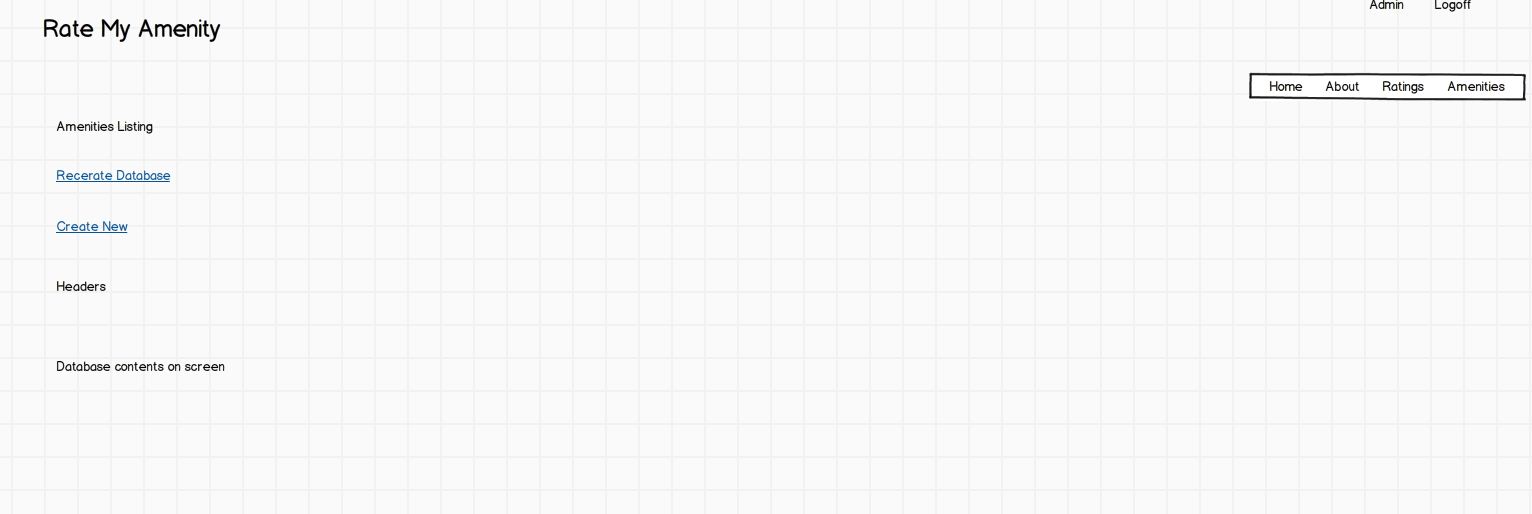 Admin Logoff
Rate My Amenity
Home About Ratings Amenities
Amenities Listing
Recerate Database
Create New
Headers
Database contents on screen